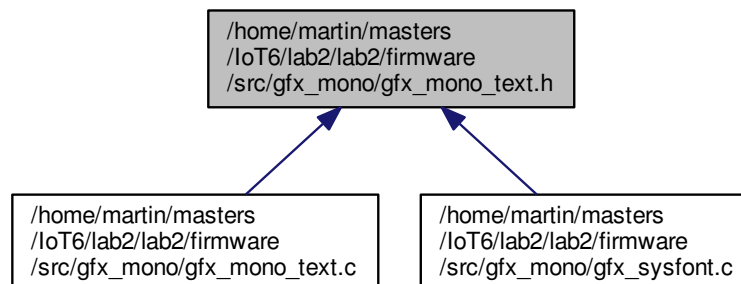 /home/martin/masters
/IoT6/lab2/lab2/firmware
/src/gfx_mono/gfx_mono_text.h
/home/martin/masters
/IoT6/lab2/lab2/firmware
/src/gfx_mono/gfx_mono_text.c
/home/martin/masters
/IoT6/lab2/lab2/firmware
/src/gfx_mono/gfx_sysfont.c